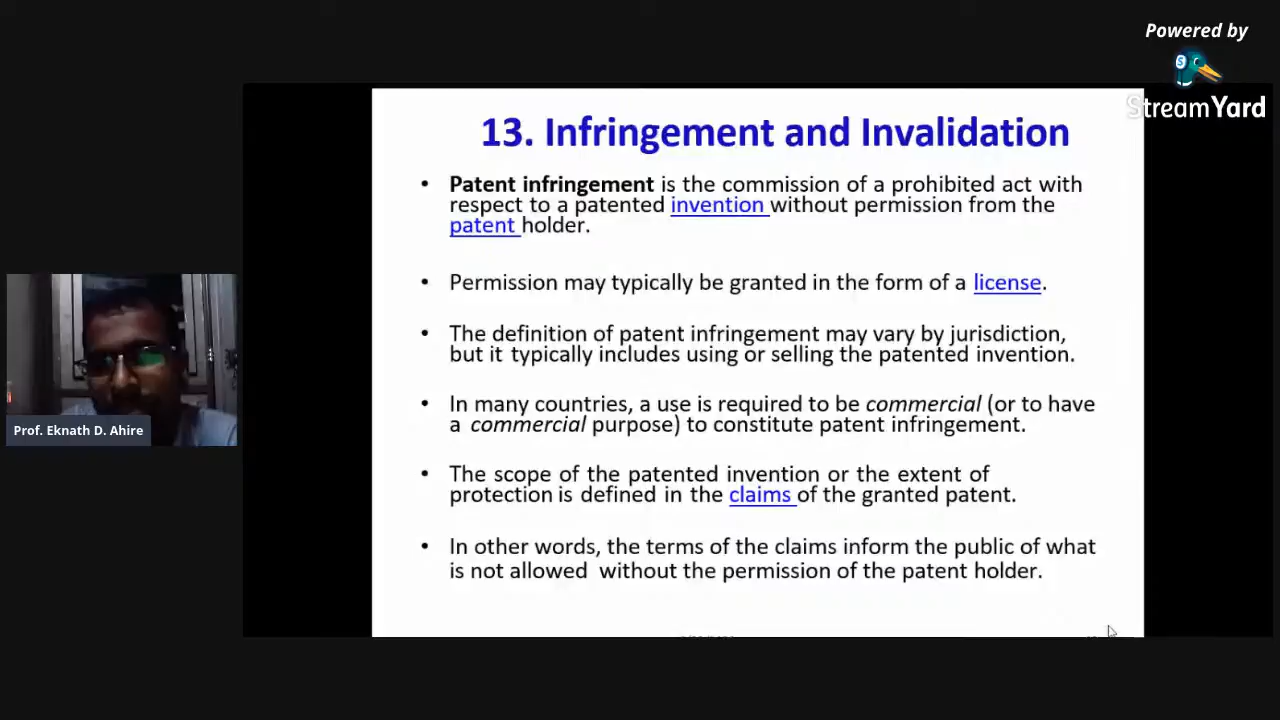 Powered by
StreamYard
13. Infringement and Invalidation
• Patent infringement is the commission of a prohibited act with
respect to a patented invention without permission from the
patent holder.
• Permission may typically be granted in the form of a license.
• The definition of patent infringement may vary by jurisdiction,
but it typically includes using or selling the patented invention.
• In many countries, a use is required to be commercial (or to have
a commercial purpose) to constitute patent infringement.
• The scope of the patented invention or the extent of
protection is defined in the claims of the granted patent.
• In other words, the terms of the claims inform the public of what
is not allowed without the permission of the patent holder.
Prof. Eknath D. Ahire